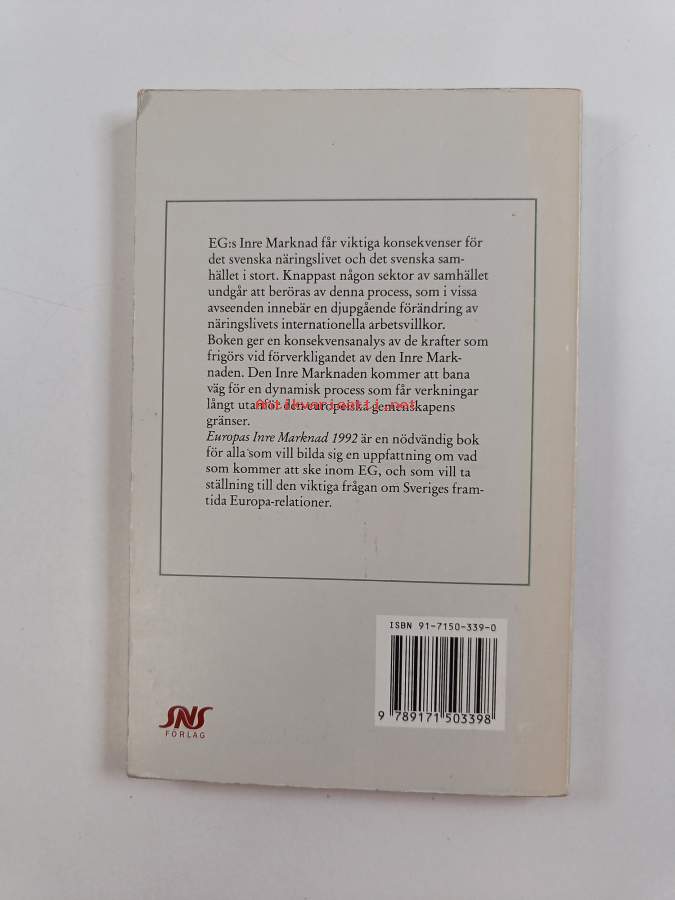 EG:s Inre Marknad får viktiga konsekvenser för
det svenska näringslivet och det svenska sam-
hället i stort. Knappast någon sektor av samhället
undgår att beröras av denna process, som i vissa
avseenden innebär en djupgående förändring av
näringslivets internationella arbetsvillkor.
Boken ger en konsekvensanalys av de krafter som
frigörs vid förverkligandet av den Inre Mark-
naden. Den Inre Marknaden kommer att bana
väg för en dynamisk process som får verkningar
långt utanför den europeiska gemenskapens
gränser.
Europas Inre Marknad 1992 är en nödvändig bok
för alla som vill bilda sig en uppfattning om vad
som kommer att ske inom EG, och som vill ta
ställning till den viktiga frågan om Sveriges fram-
tida Europa-relationer.
ISBN 91-7150-339-0
9 789171 503398
SNS
FÖRLAG